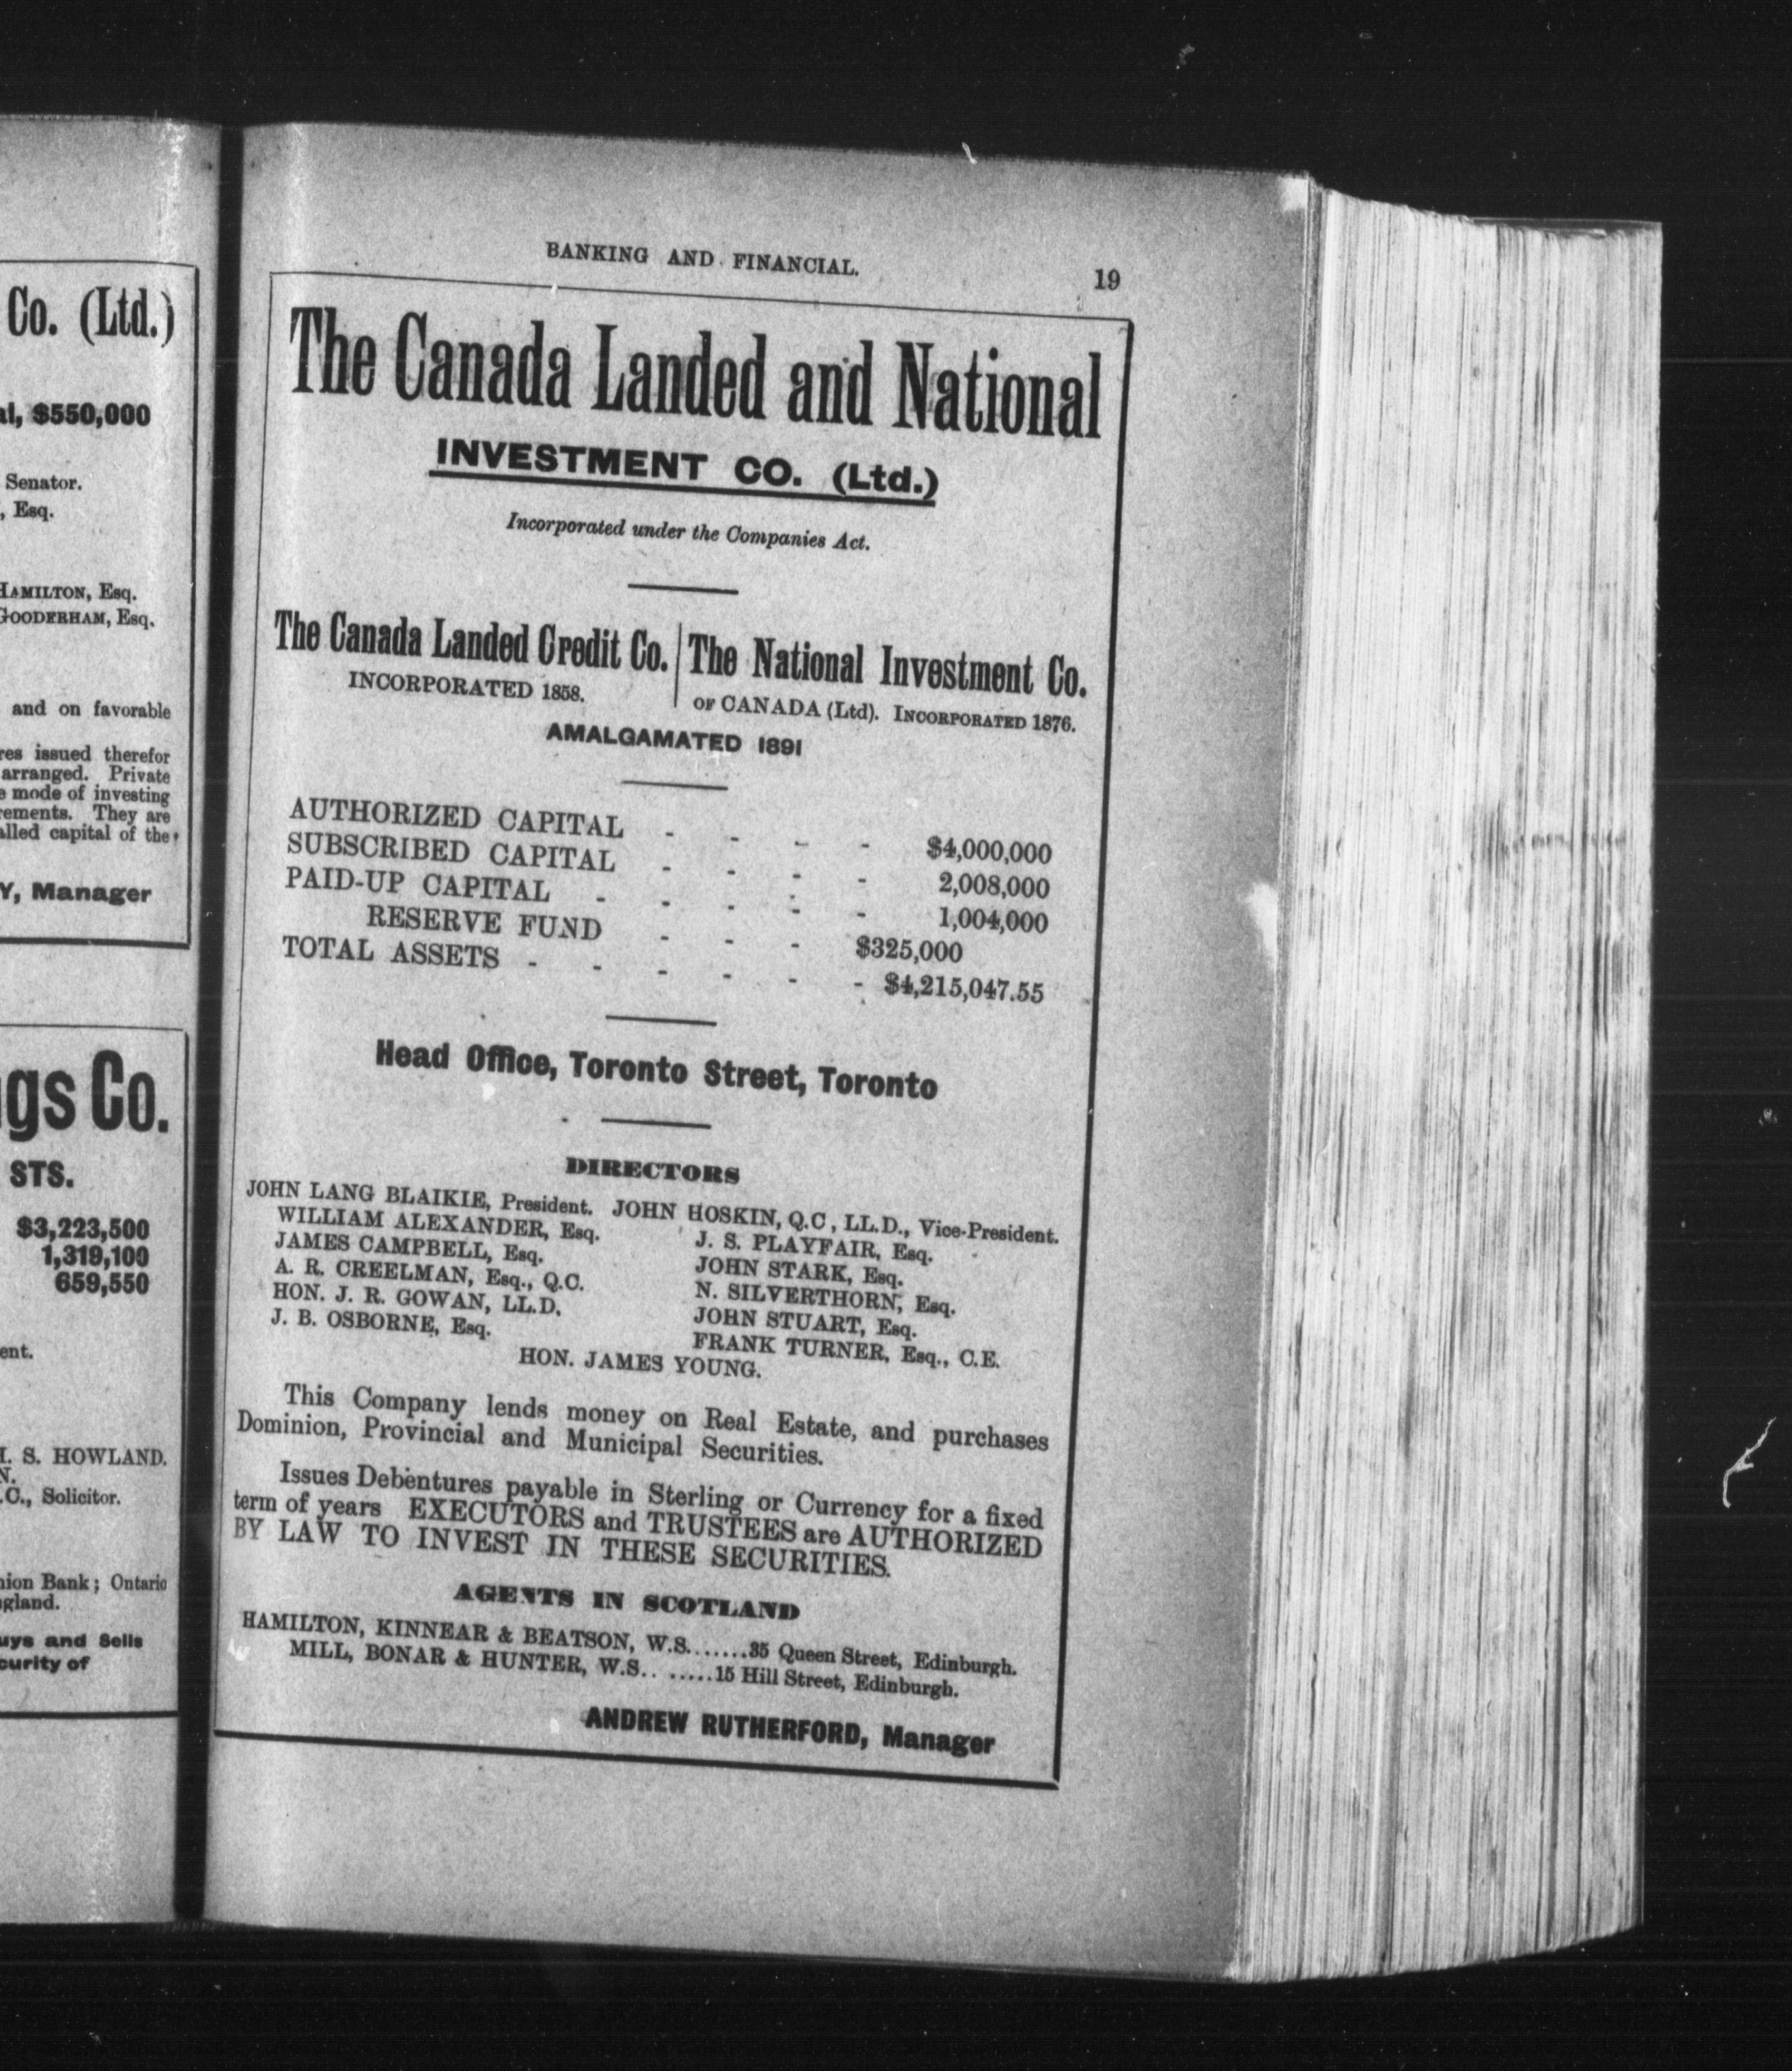 Co. (Ltd.)
$550,000
Senator.
, Esq.
HAMILTON, Esq.
GOODERHAM, Esq.
and on favorable
issued therefor
arranged. Private
mode of investing
They are
capital of the
Y, Manager
Co.
STS.
$3,223,500
1,319,100
659,550
H. S. HOWLAND.
Solicitor.
Bank; Ontario
and Sells
of
BANKING AND FINANCIAL. 19
The Canada Landed and National
INVESTMENT CO. (Ltd.)
Incorporated under the Companies Act.
The Canada Landed Credit Co.
INCORPORATED 1858.
The National Investment Co.
OF CANADA (Ltd). INCORPORATED 1876.
AMALGAMATED 1891
AUTHORIZED CAPITAL - - - - $4,000,000
SUBSCRIBED CAPITAL - - - - 2,008,000
PAID-UP CAPITAL - - - - - 1,004,000
RESERVE FUND - - - $325,000
TOTAL ASSETS - - - - - - $4,215,047.55
Head Office, Toronto Street, Toronto
DIRECTORS
JOHN LANG BLAIKIE, President. JOHN HOSKIN, Q.C, LL.D., Vice-President.
WILLIAM ALEXANDER, Esq. J. S. PLAYFAIR, Esq.
JAMES CAMPBELL, Esq. JOHN STARK, Esq.
A. R. CREELMAN, Esq., Q.C. N. SILVERTHORN, Esq.
HON. J. R. GOWAN, LL.D. JOHN STUART, Esq.
J. B. OSBORNE, Esq. FRANK TURNER, Esq., C.E.
HON. JAMES YOUNG.
This Company lends money on Real Estate, and purchases
Dominion, Provincial and Municipal Securities.
Issues Debentures payable in Sterling or Currency for a fixed
term of years EXECUTORS and TRUSTEES are AUTHORIZED
BY LAW TO INVEST IN THESE SECURITIES.
AGENTS IN SCOTLAND
HAMILTON, KINNEAR & BEATSON, W.S.......35 Queen Street, Edinburgh.
MILL, BONAR & HUNTER, W.S.. ......15 Hill Street, Edinburgh.
ANDREW RUTHERFORD, Manager